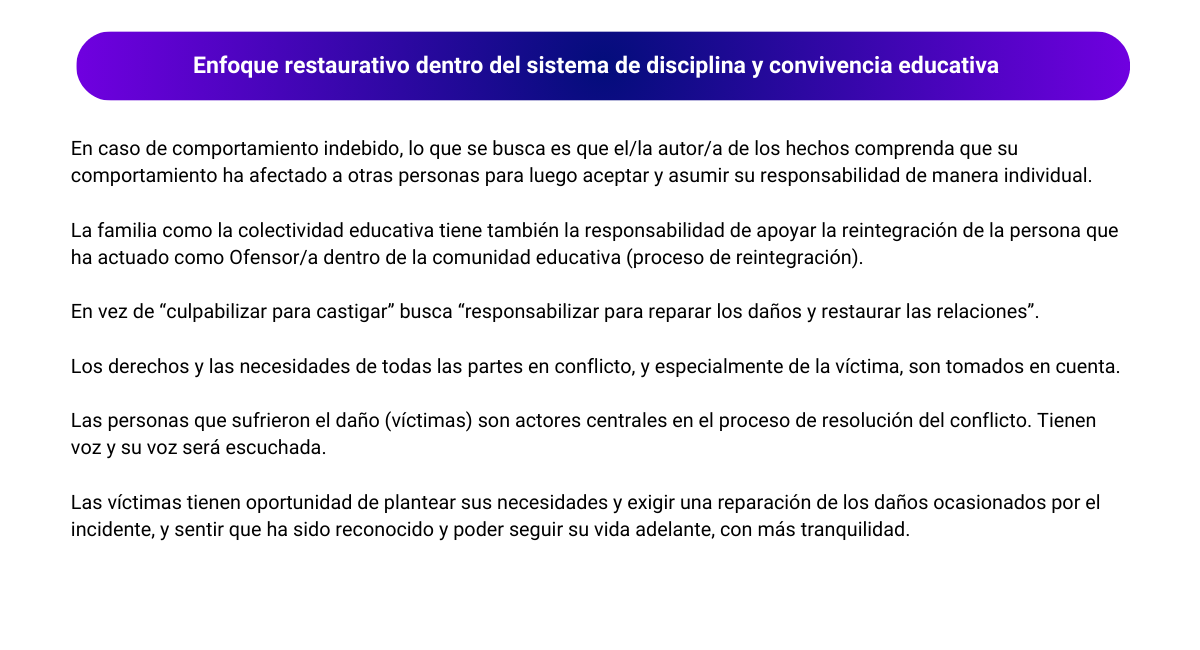 Enfoque restaurativo dentro del sistema de disciplina y convivencia educativa
En caso de comportamiento indebido, lo que se busca es que el/la autor/a de los hechos comprenda que su
comportamiento ha afectado a otras personas para luego aceptar y asumir su responsabilidad de manera individual.
La familia como la colectividad educativa tiene también la responsabilidad de apoyar la reintegración de la persona que
ha actuado como Ofensor/a dentro de la comunidad educativa (proceso de reintegración).
En vez de “culpabilizar para castigar” busca “responsabilizar para reparar los daños y restaurar las relaciones”.
Los derechos y las necesidades de todas las partes en conflicto, y especialmente de la víctima, son tomados en cuenta.
Las personas que sufrieron el daño (víctimas) son actores centrales en el proceso de resolución del conflicto. Tienen
voz y su voz será escuchada.
Las víctimas tienen oportunidad de plantear sus necesidades y exigir una reparación de los daños ocasionados por el
incidente, y sentir que ha sido reconocido y poder seguir su vida adelante, con más tranquilidad.